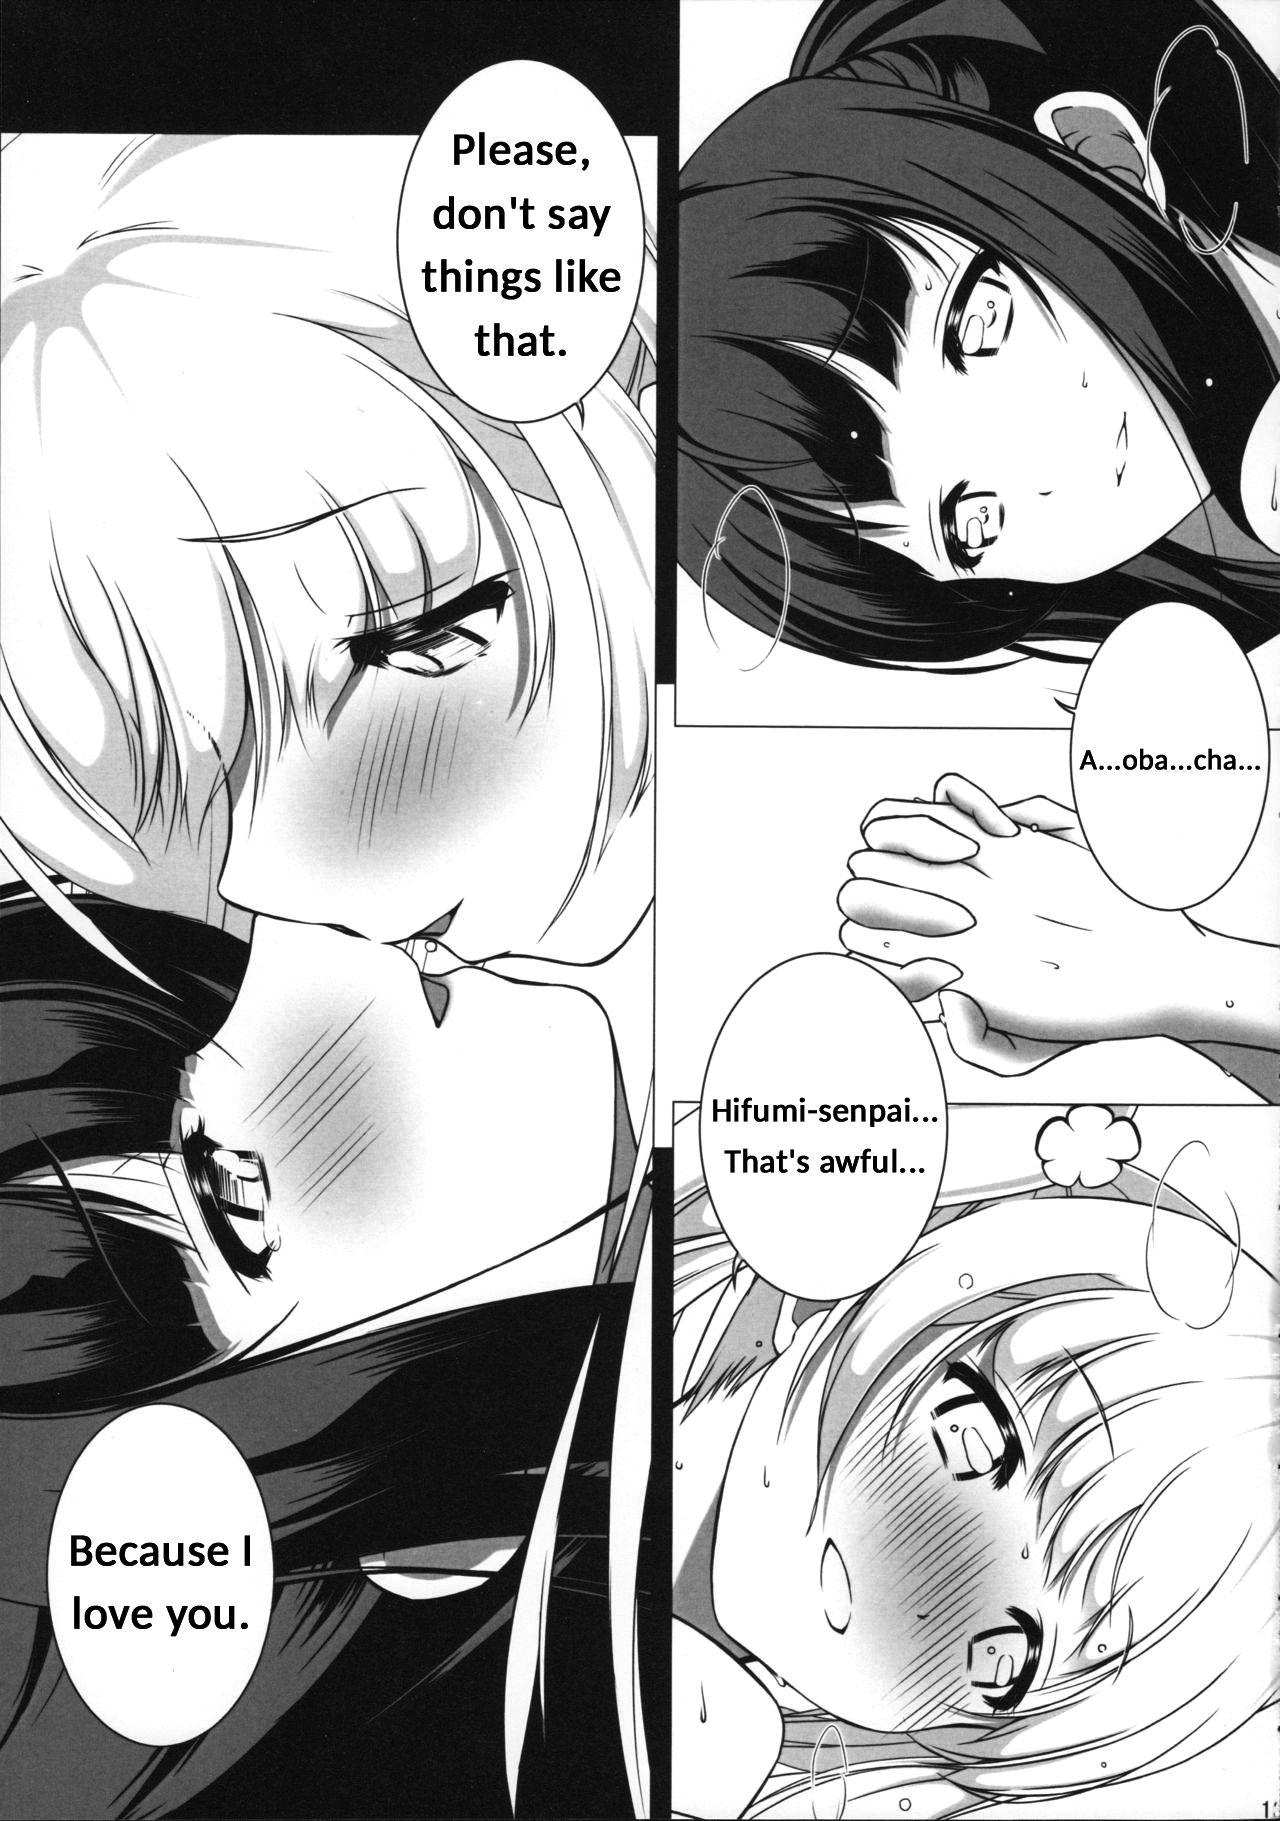 A...oba...cha...
Hifumi-senpai...
That's awful...
Please,
don't say
things like
that.
Because I
love you.